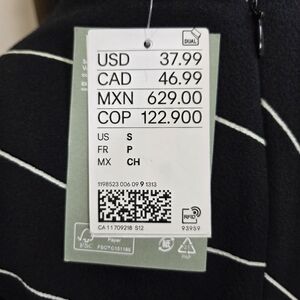 DUAL
USD 37.99
CAD 46.99
MXN 629.00
COP 122.900
US S
FR P
MX CH
1198523 006 09 9 1313
RFID
CA 11709218 S12 93959
FSC
Paper
PAP